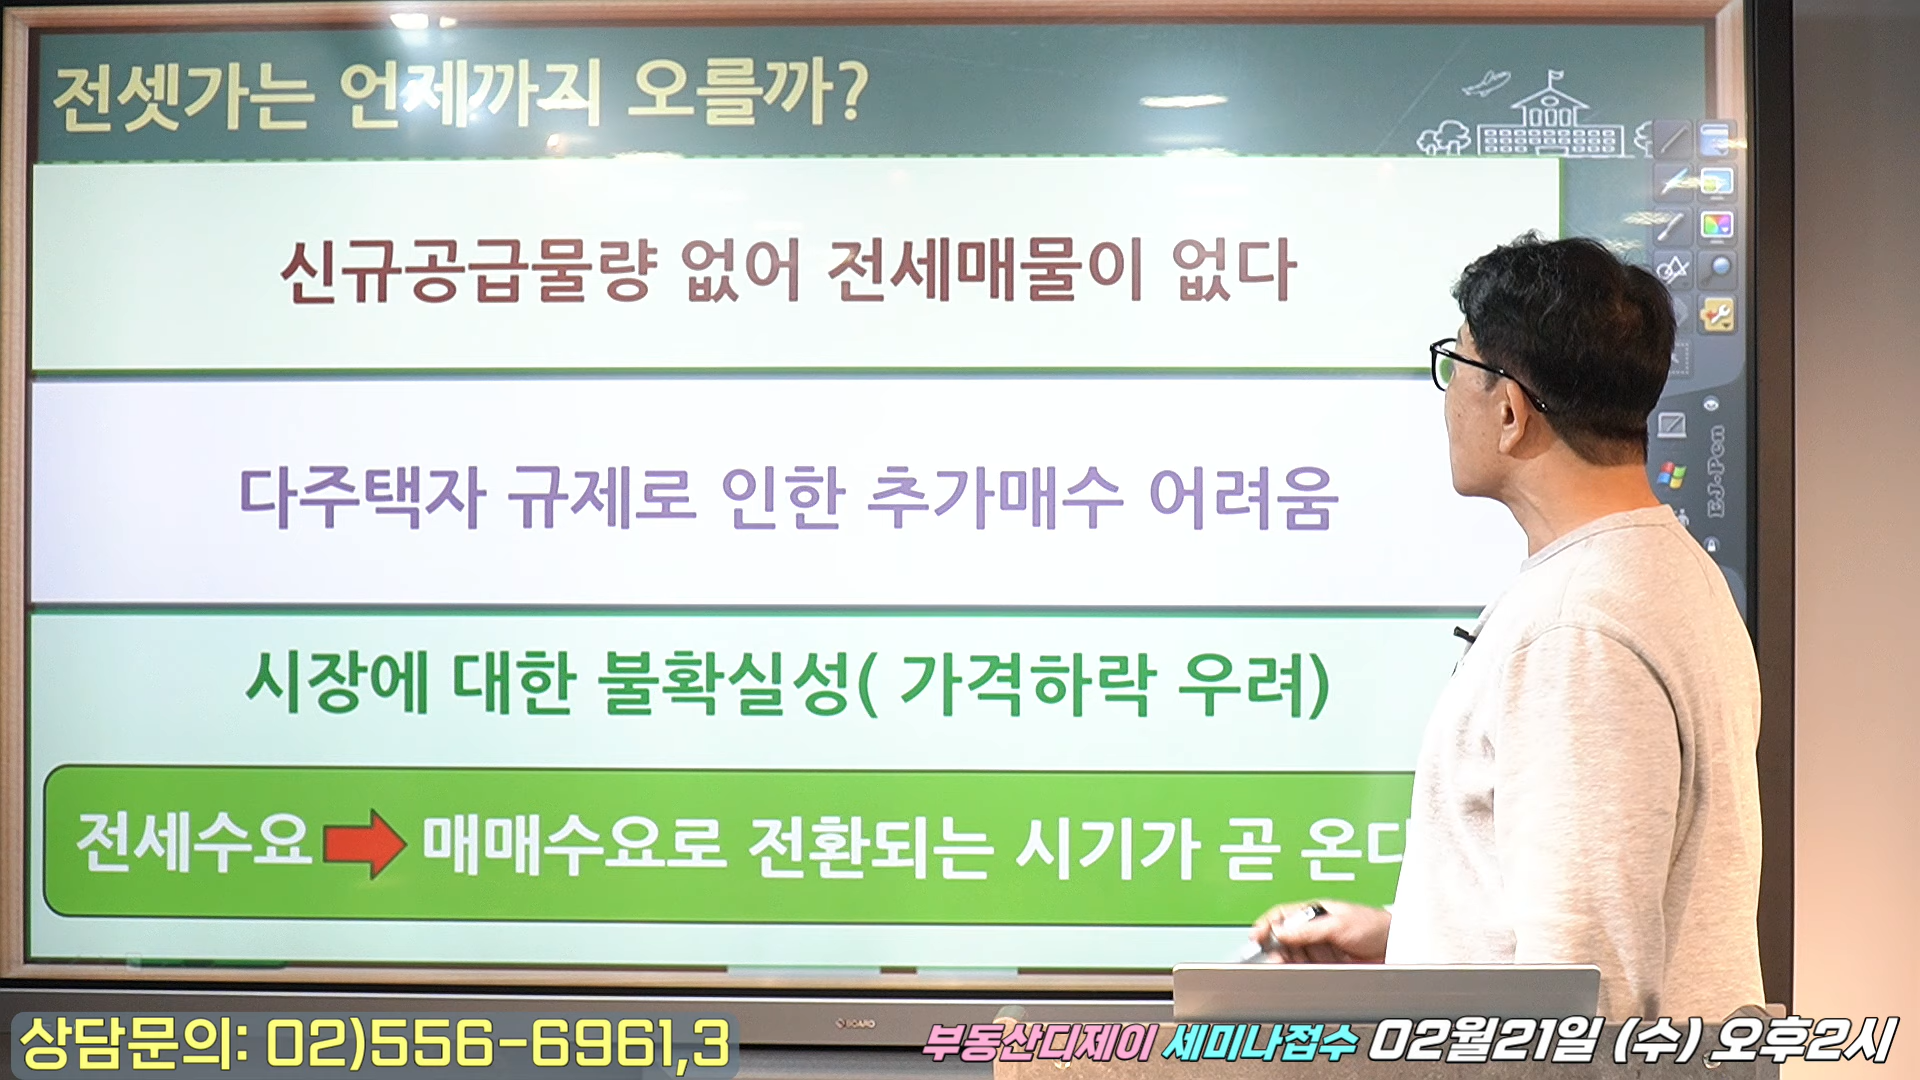 전셋가는 언제까지 오를까?
신규공급물량 없어 전세매물이 없다
다주택자 규제로 인한 추가매수 어려움
시장에 대한 불확실성( 가격하락 우려)
전세수요 매매수요로 전환되는 시기가 곧 온다
EJ-Pen
상담문의: 02)556-6961,3
부동산디제이 세미나접수 02월21일 (수) 오후2시